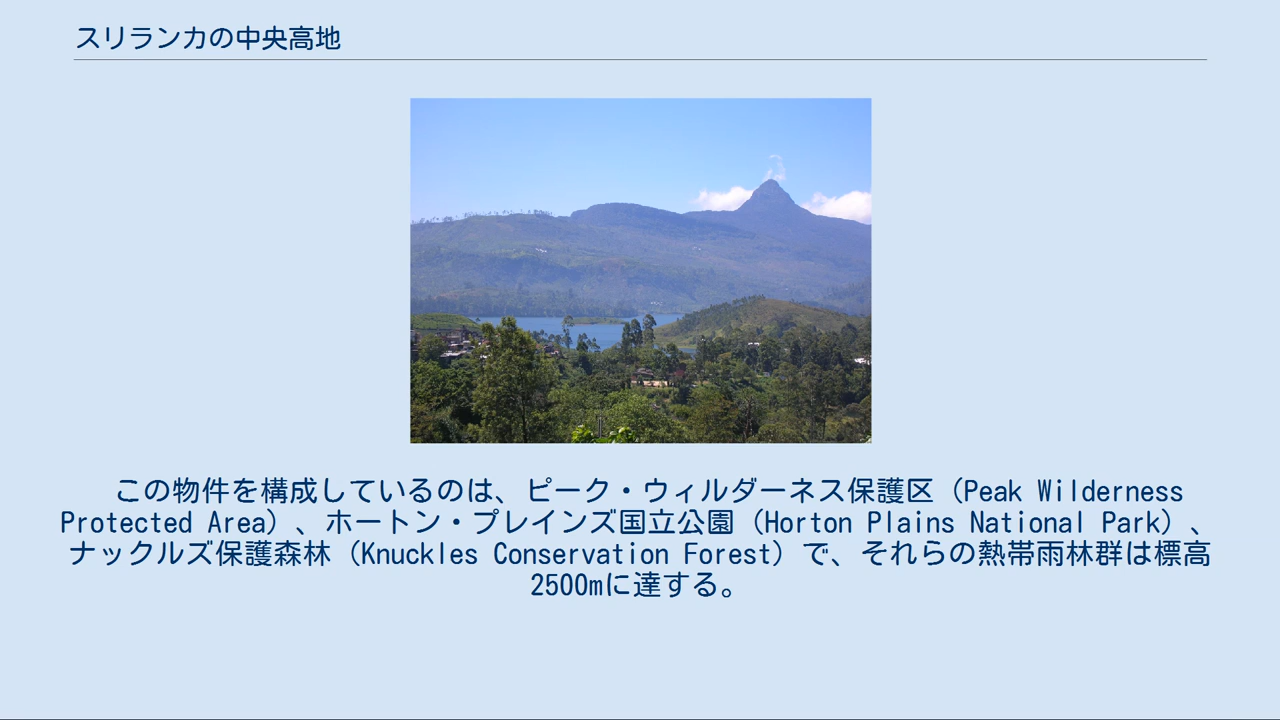 スリランカの中央高地
この物件を構成しているのは、ピーク・ウィルダーネス保護区（Peak Wilderness
Protected Area）、ホートン・プレインズ国立公園（Horton Plains National Park）、
ナックルズ保護森林（Knuckles Conservation Forest）で、それらの熱帯雨林群は標高
2500mに達する。